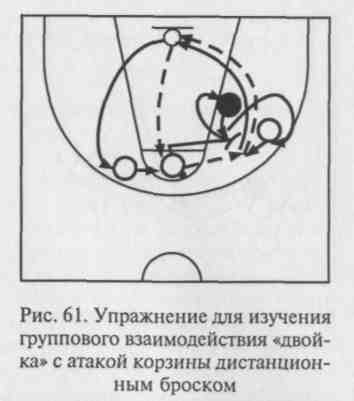 Рис. 61. Упражнение для изучения
группового взаимодействия «двой-
ка» с атакой корзины дистанцион-
ным броском